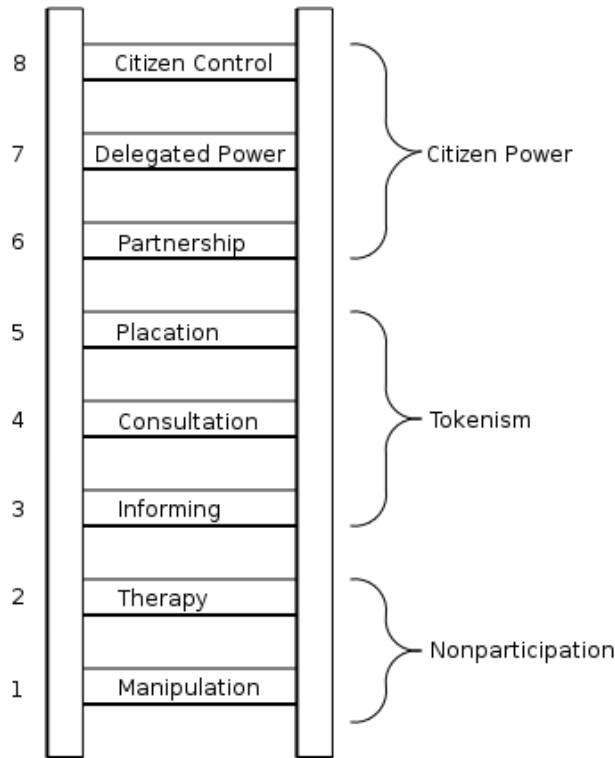 8 Citizen Control
7 Delegated Power Citizen Power
6 Partnership
5 Placation
4 Consultation Tokenism
3 Informing
2 Therapy
Nonparticipation
1 Manipulation